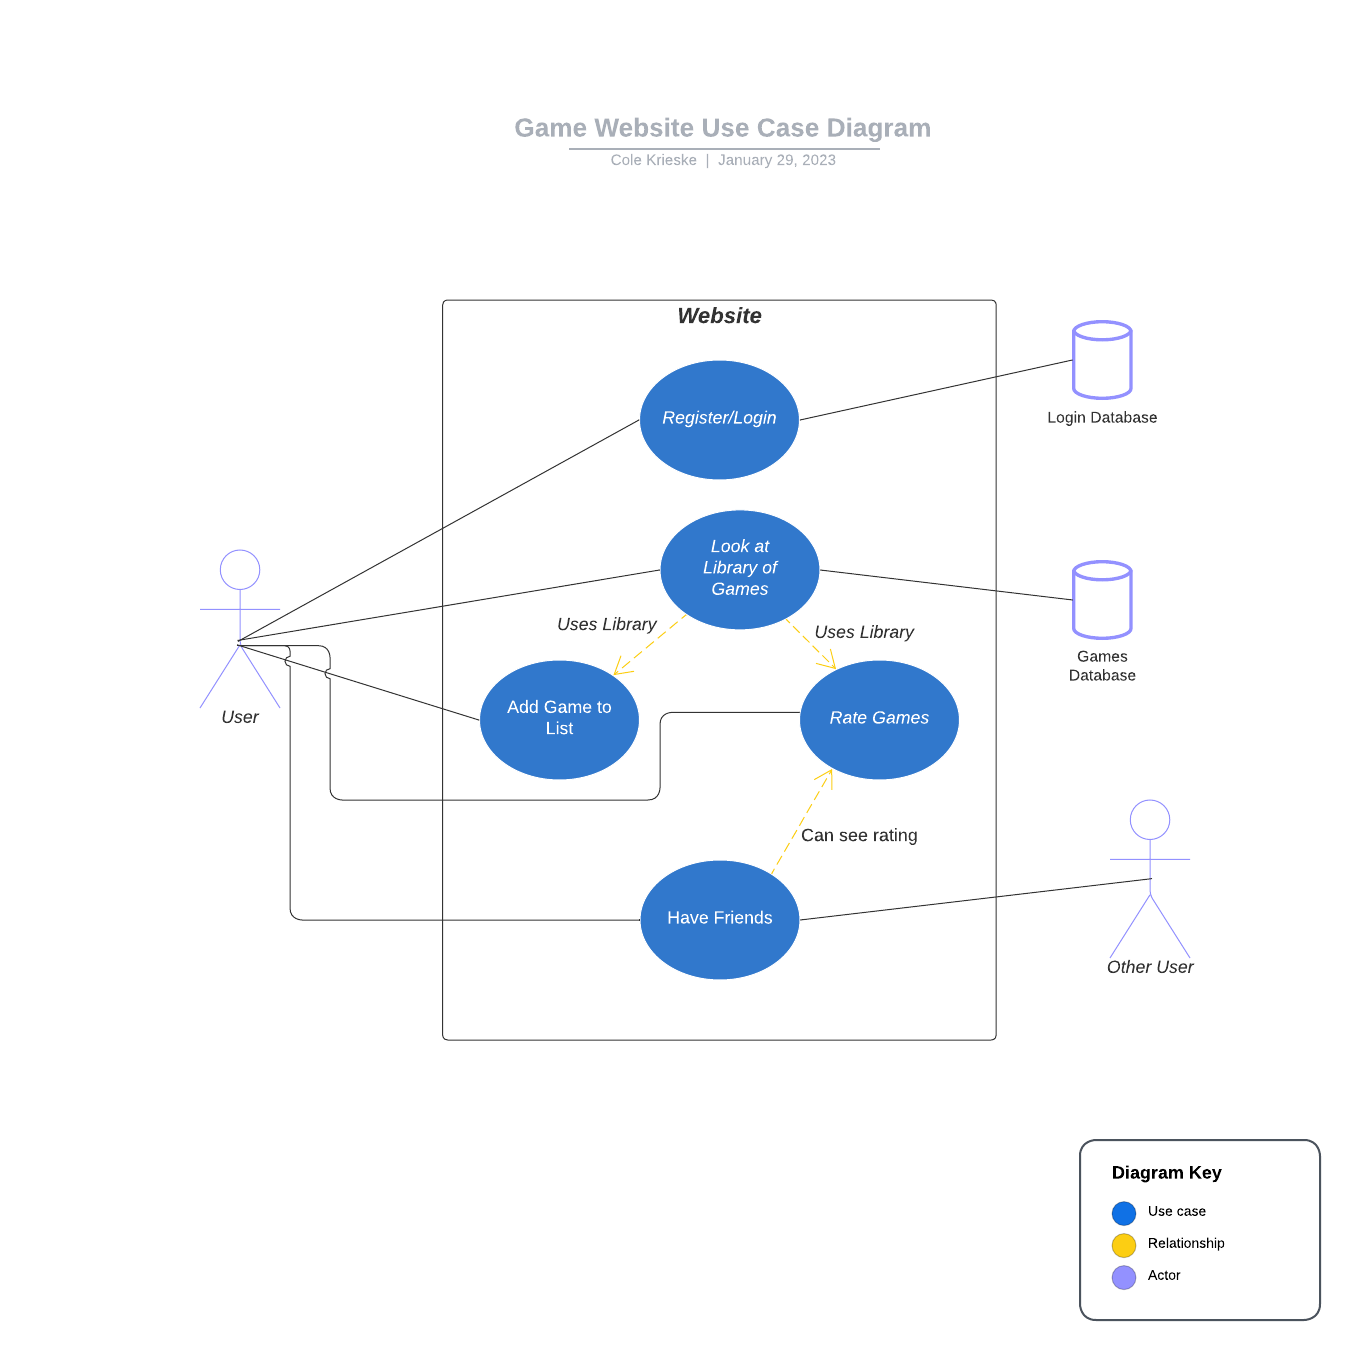 Game Website Use Case Diagram
Cole Krieske | January 29, 2023
Website
Register/Login
Login Database
Look at
Library of
Games
Uses Library
Uses Library
Games
Database
User
Add Game to
List
Rate Games
Can see rating
Have Friends
Other User
Diagram Key
Use case
Relationship
Actor